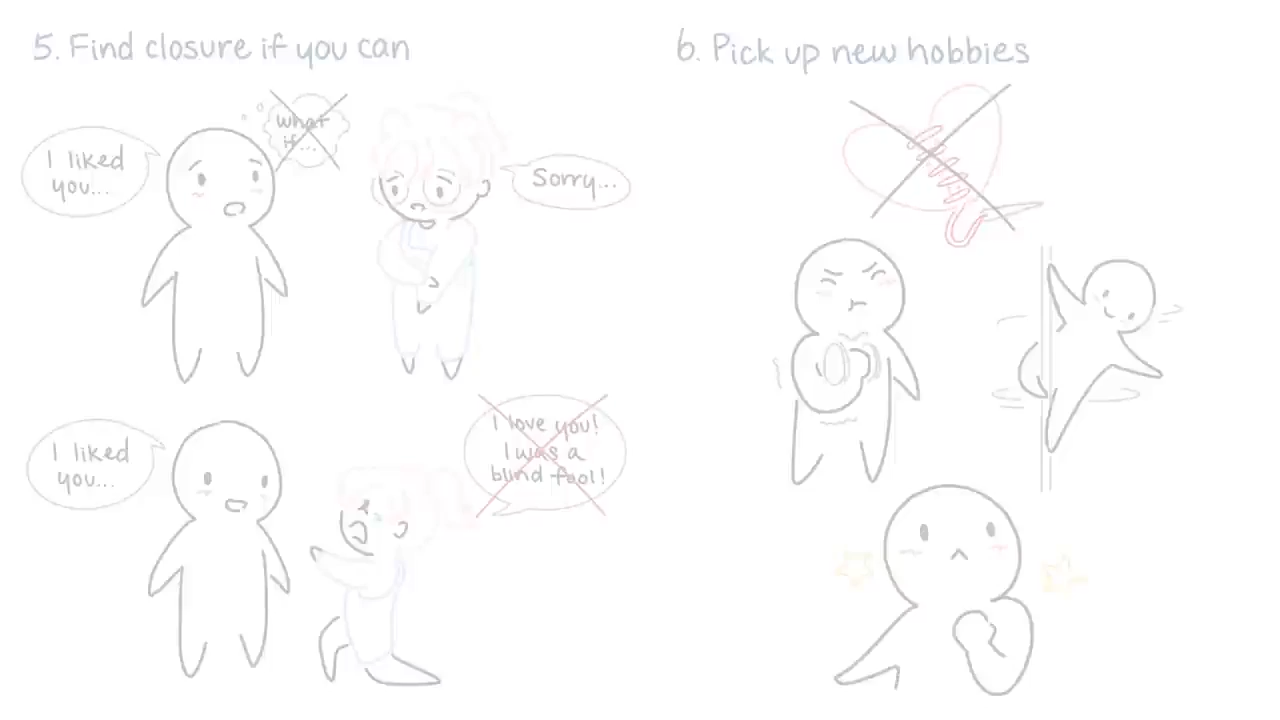 5. Find closure if you can
what
if...
I liked
you...
Sorry...
I liked
you...
I love you!
I was a
blind fool!
6. Pick up new hobbies